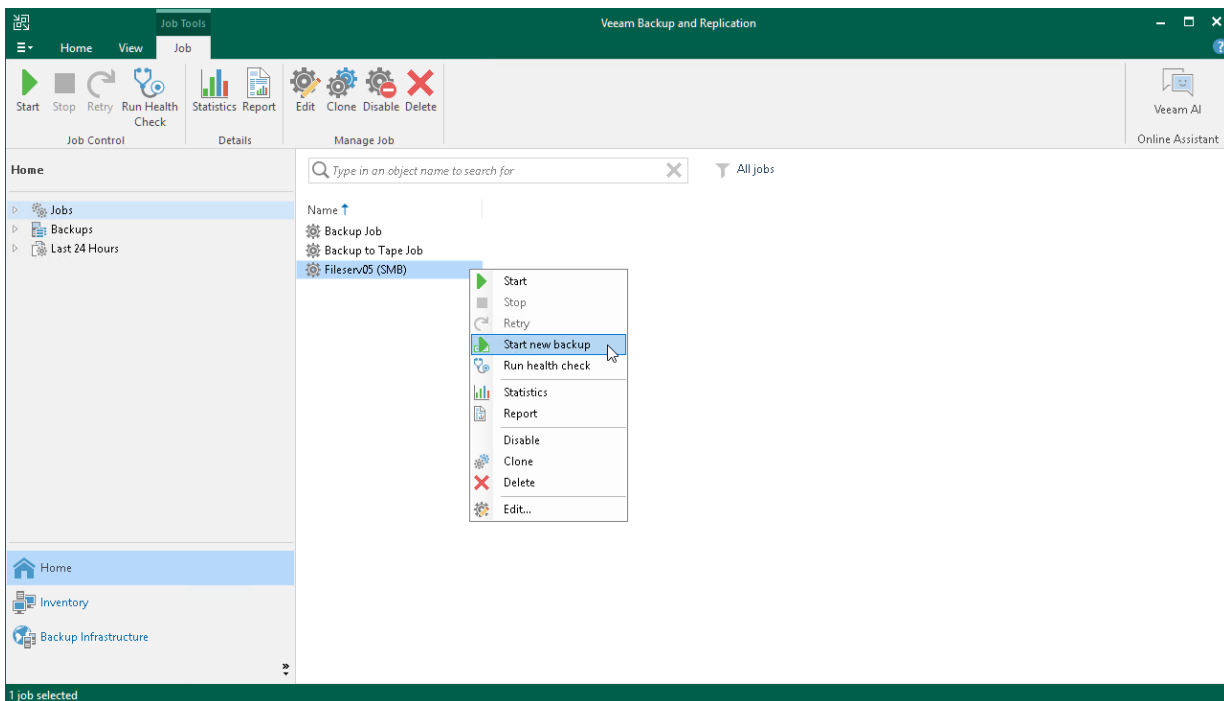 Job Tools
Veeam Backup and Replication
Home View Job
?
Start Stop Retry Run Health Check
Statistics Report
Edit Clone Disable Delete
Veeam AI
Job Control
Details
Manage Job
Online Assistant
Home
Type in an object name to search for
All jobs
Jobs
Backups
Last 24 Hours
Name
Backup Job
Backup to Tape Job
Fileserv05 (SMB)
Start
Stop
Retry
Start new backup
Run health check
Statistics
Report
Disable
Clone
Delete
Edit...
Home
Inventory
Backup Infrastructure
1 job selected